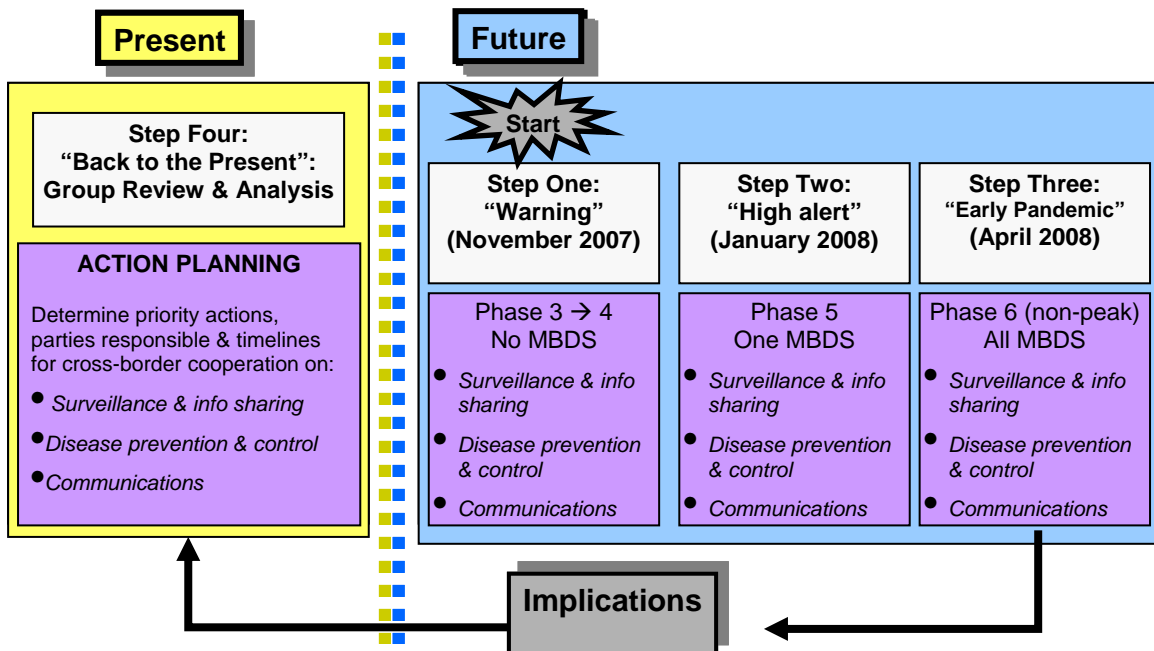 Present
Step Four:
“Back to the Present”:
Group Review & Analysis
ACTION PLANNING
Determine priority actions,
parties responsible & timelines
for cross-border cooperation on:
• Surveillance & info sharing
• Disease prevention & control
• Communications
Future
Start
Step One:
“Warning”
(November 2007)
Phase 3 → 4
No MBDS
• Surveillance & info
sharing
• Disease prevention
& control
• Communications
Step Two:
“High alert”
(January 2008)
Phase 5
One MBDS
• Surveillance & info
sharing
• Disease prevention
& control
• Communications
Step Three:
“Early Pandemic”
(April 2008)
Phase 6 (non-peak)
All MBDS
• Surveillance & info
sharing
• Disease prevention
& control
• Communications
Implications